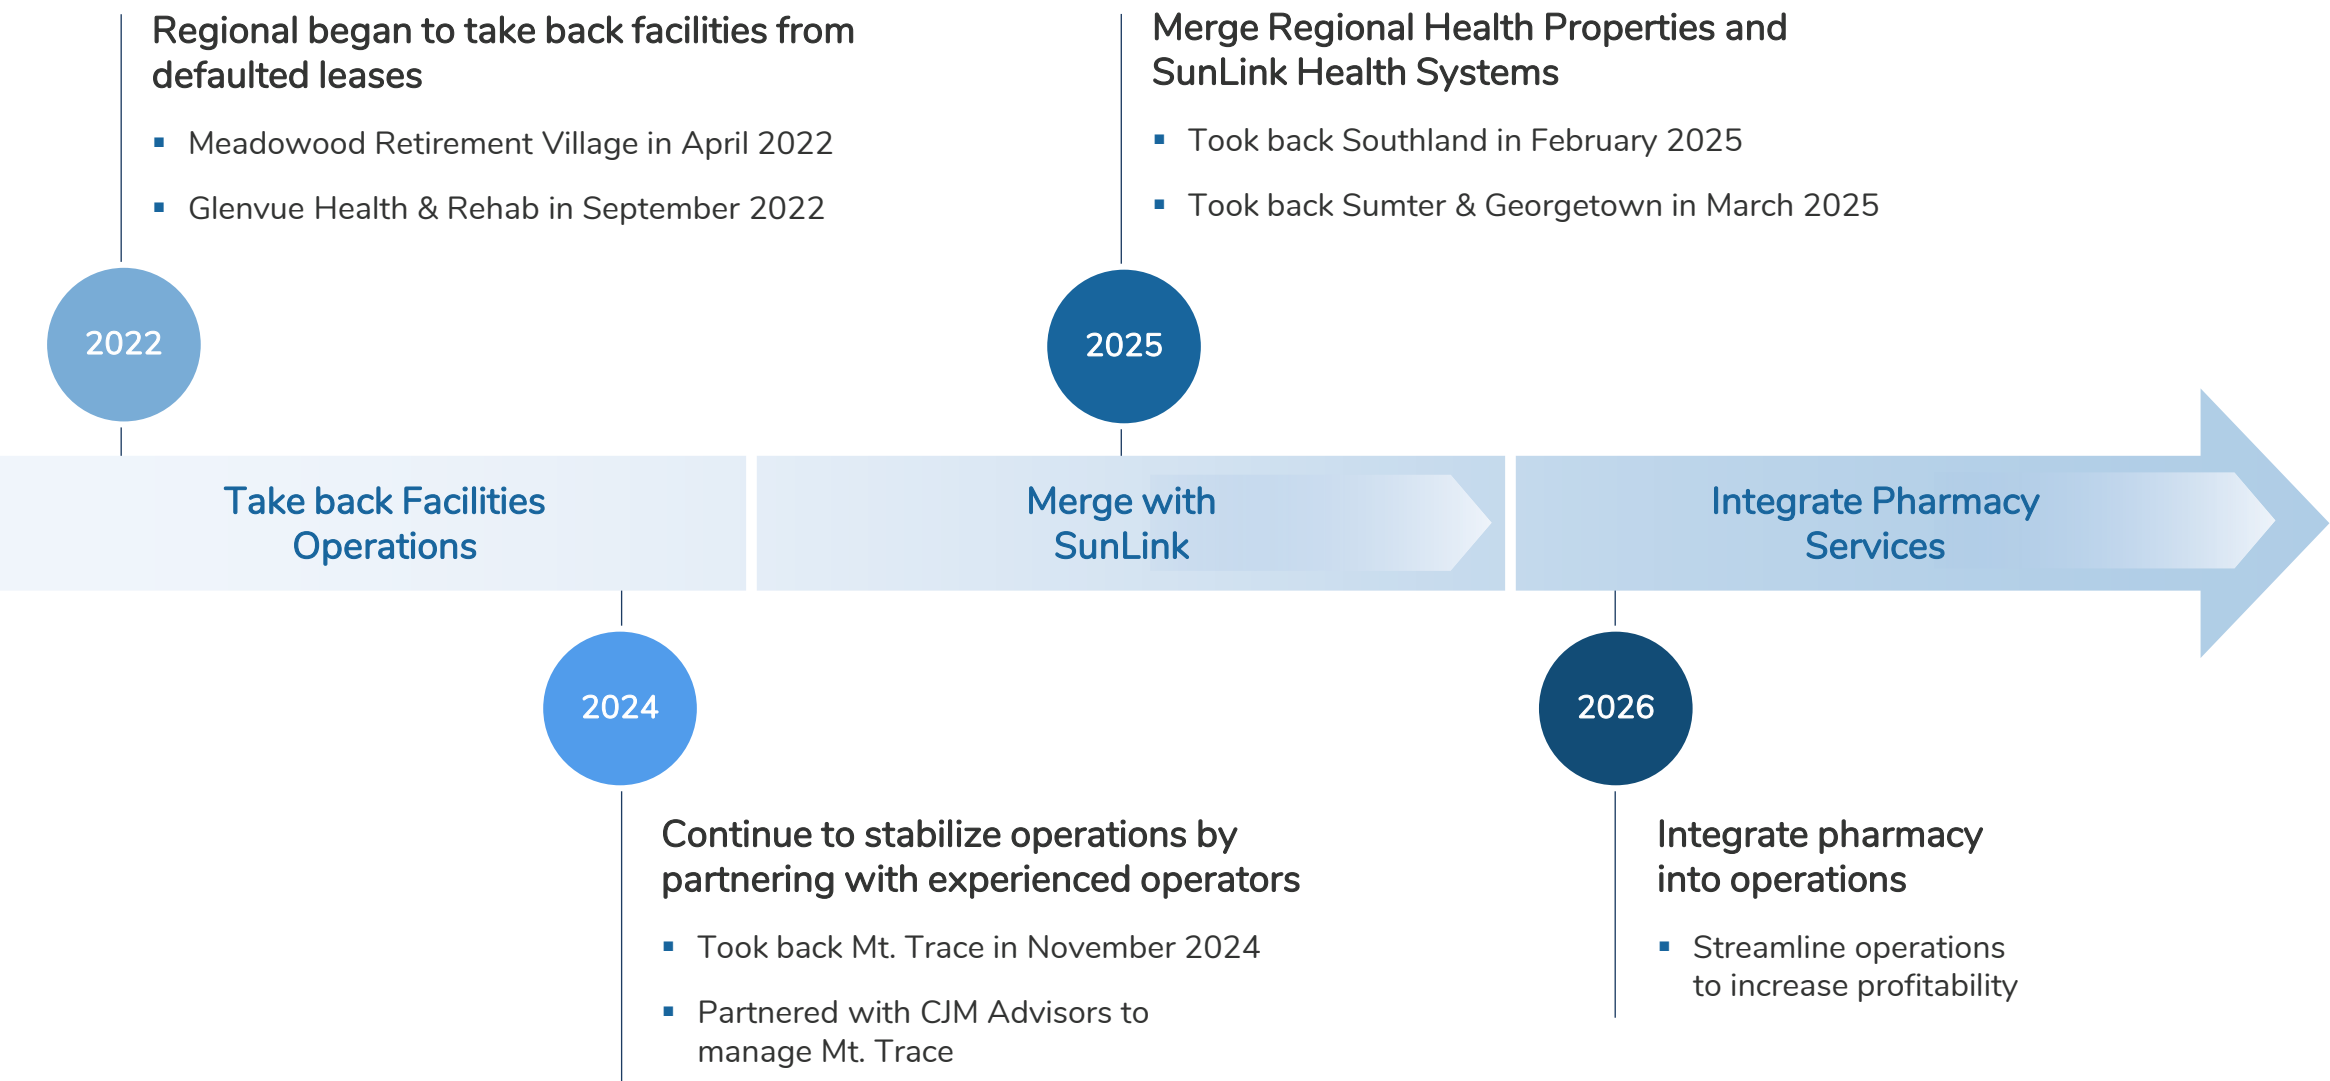 Regional began to take back facilities from
defaulted leases
▪ Meadowood Retirement Village in April 2022
▪ Glenvue Health & Rehab in September 2022
2022
Merge Regional Health Properties and
SunLink Health Systems
▪ Took back Southland in February 2025
▪ Took back Sumter & Georgetown in March 2025
2025
Take back Facilities
Operations
Merge with
SunLink
Integrate Pharmacy
Services
2024
Continue to stabilize operations by
partnering with experienced operators
▪ Took back Mt. Trace in November 2024
▪ Partnered with CJM Advisors to
manage Mt. Trace
2026
Integrate pharmacy
into operations
▪ Streamline operations
to increase profitability